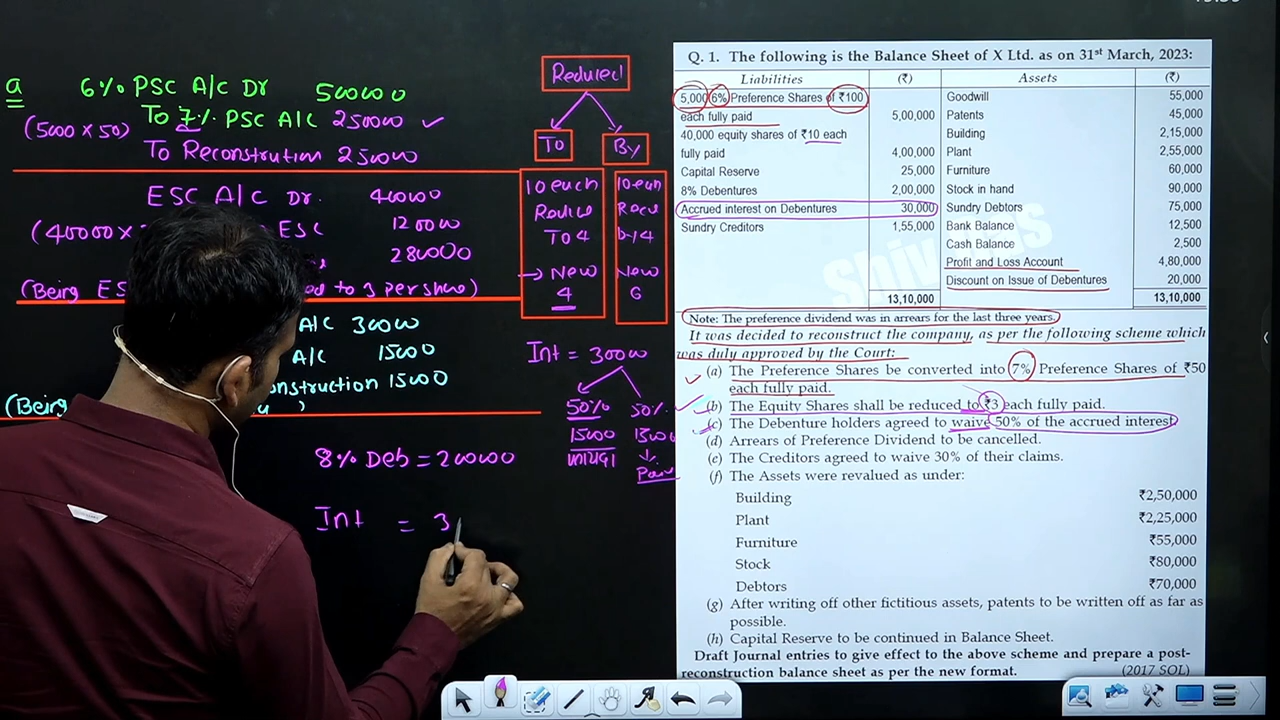 a 6% PSC A/C DR 500000
To 7% PSC A/C 250000
(5000 x 50)
To Reconstrution 250000
ESC A/C Dr. 400000
(40000 x ESC 120000
280000
(Being ES to 3 per share)
A/C 30000
A/C 15000
onstruction 15000
(Being
8% Deb = 200000
Int = 3
Reduced
To By
10 each 10 each
Reduce
To 4 by 4
New New
4 6
Int = 30000
50% 50%
15000 15000
माफ
Paid
Q. 1. The following is the Balance Sheet of X Ltd. as on 31st March, 2023:
Liabilities (₹) Assets (₹)
5,000 6% Preference Shares of ₹100 Goodwill 55,000
each fully paid 5,00,000 Patents 45,000
40,000 equity shares of ₹10 each Building 2,15,000
fully paid 4,00,000 Plant 2,55,000
Capital Reserve 25,000 Furniture 60,000
8% Debentures 2,00,000 Stock in hand 90,000
Accrued interest on Debentures 30,000 Sundry Debtors 75,000
Sundry Creditors 1,55,000 Bank Balance 12,500
Cash Balance 2,500
Profit and Loss Account 4,80,000
Discount on Issue of Debentures 20,000
13,10,000 13,10,000
Note: The preference dividend was in arrears for the last three years.
It was decided to reconstruct the company, as per the following scheme which
was duly approved by the Court:
(a) The Preference Shares be converted into 7% Preference Shares of ₹50
each fully paid.
(b) The Equity Shares shall be reduced to ₹3 each fully paid.
(c) The Debenture holders agreed to waive 50% of the accrued interest.
(d) Arrears of Preference Dividend to be cancelled.
(e) The Creditors agreed to waive 30% of their claims.
(f) The Assets were revalued as under:
Building ₹2,50,000
Plant ₹2,25,000
Furniture ₹55,000
Stock ₹80,000
Debtors ₹70,000
(g) After writing off other fictitious assets, patents to be written off as far as
possible.
(h) Capital Reserve to be continued in Balance Sheet.
Draft Journal entries to give effect to the above scheme and prepare a post-
reconstruction balance sheet as per the new format. (2017 SOL)